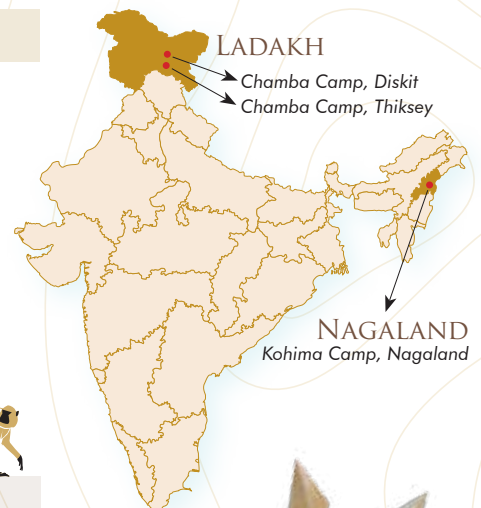 LADAKH
Chamba Camp, Diskit
Chamba Camp, Thiksey
NAGALAND
Kohima Camp, Nagaland